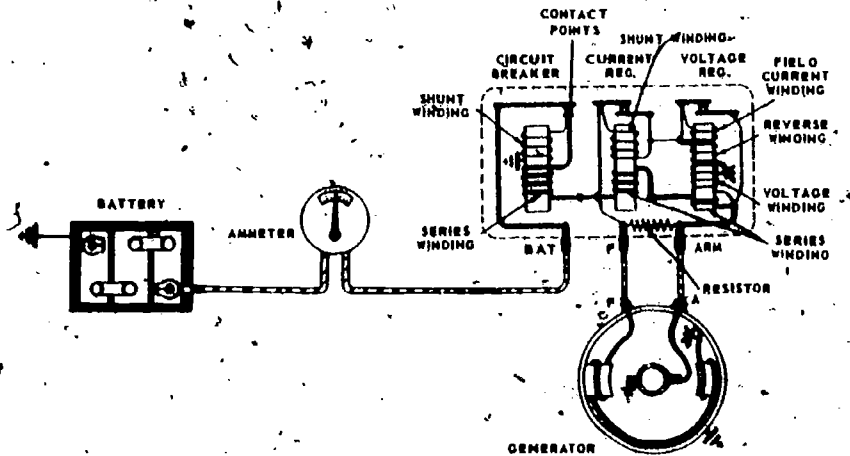 CONTACT
POINTS
SHUNT WINDING
CIRCUIT
BREAKER
CURRENT
REG.
VOLTAGE
REG.
FIELD
CURRENT
WINDING
SHUNT
WINDING
REVERSE
WINDING
BATTERY
AMMETER
VOLTAGE
WINDING
SERIES
WINDING
BAT
F
ARM
SERIES
WINDING
RESISTOR
F
A
GENERATOR